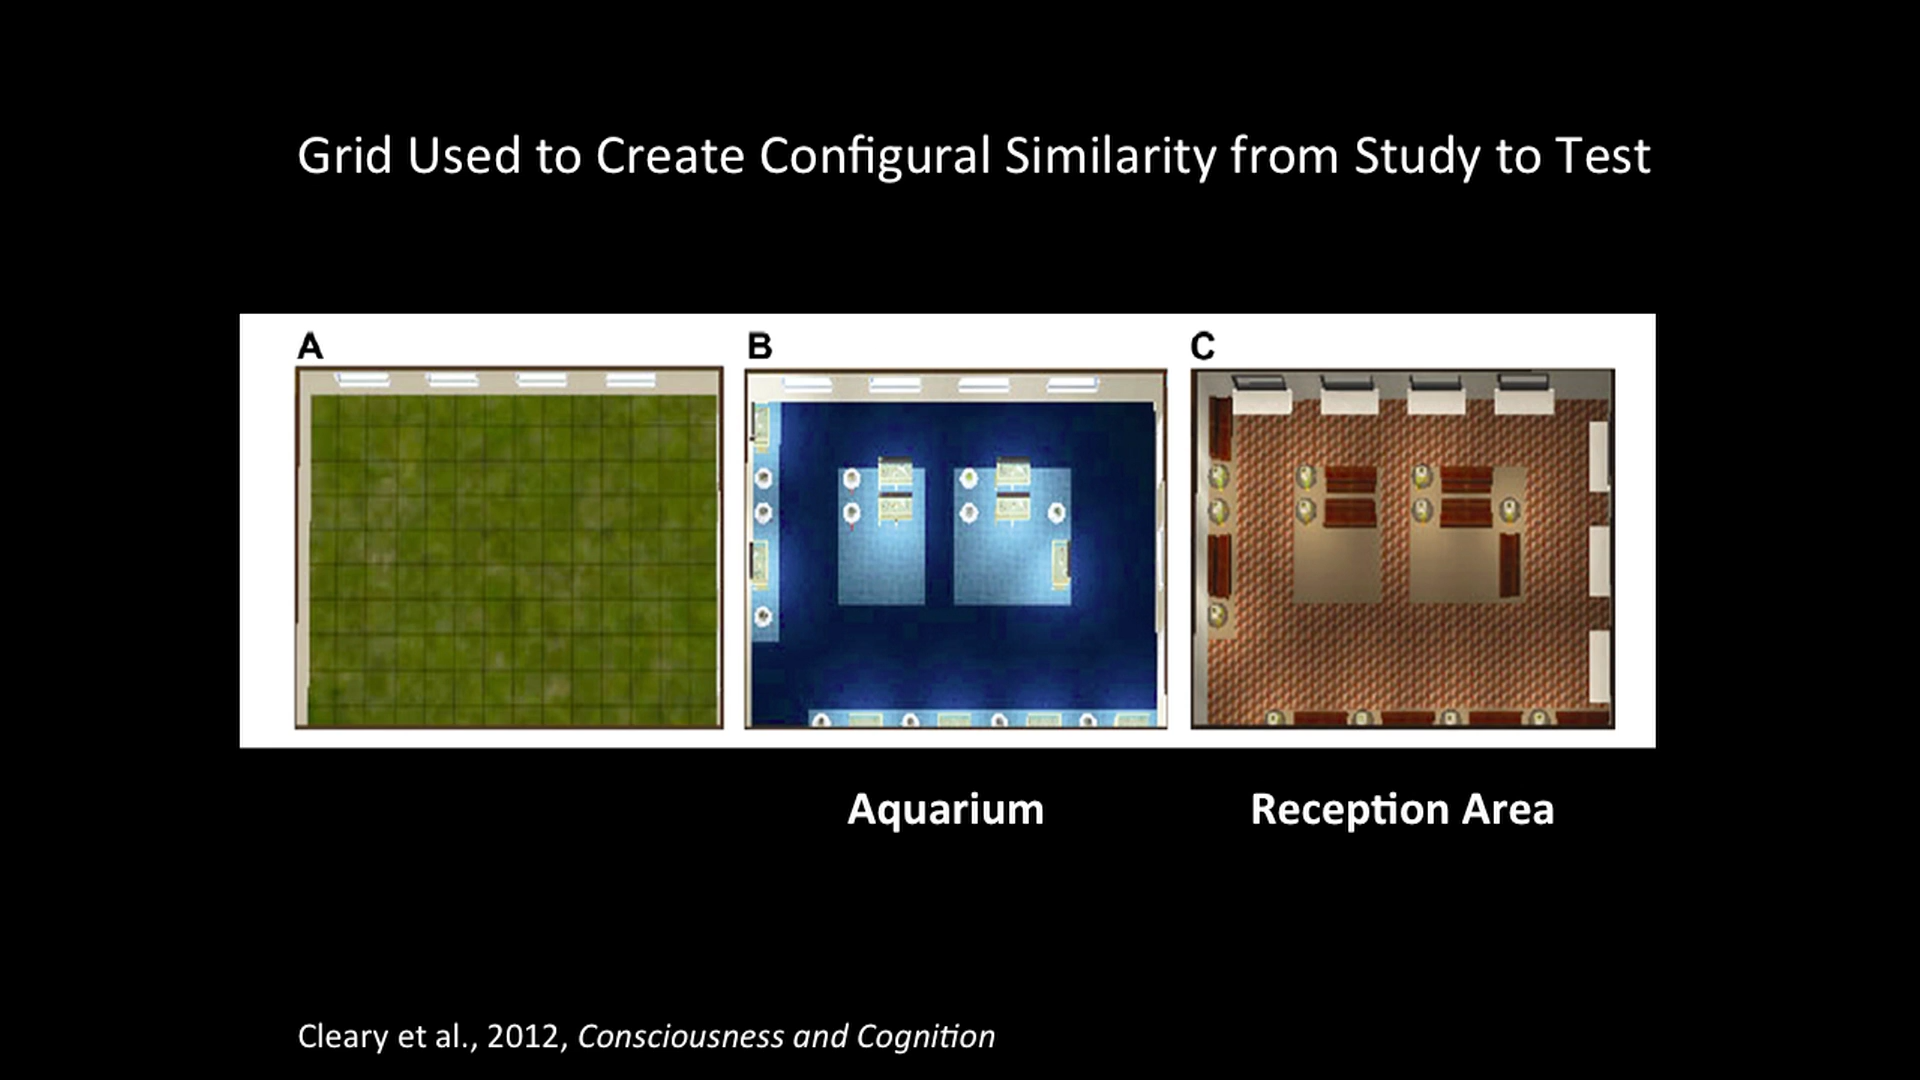 Grid Used to Create Configural Similarity from Study to Test
A
B
C
Aquarium
Reception Area
Cleary et al., 2012, Consciousness and Cognition